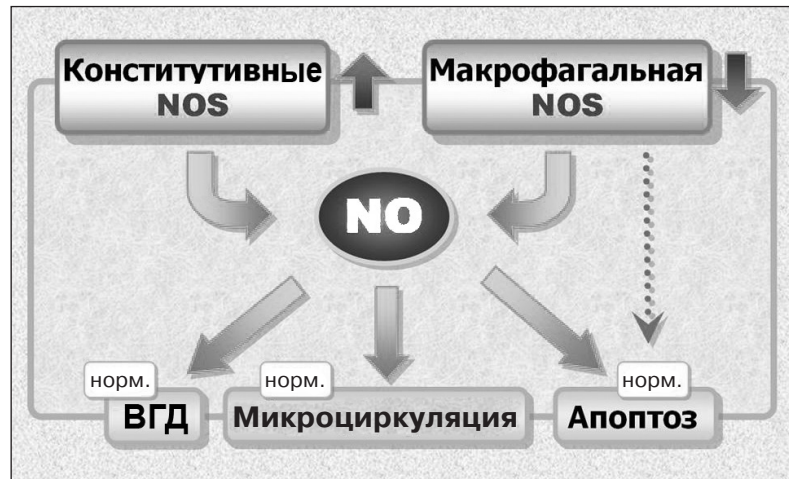 Конститутивные
NOS
Макрофагальная
NOS
NO
норм.
ВГД
норм.
Микроциркуляция
норм.
Апоптоз